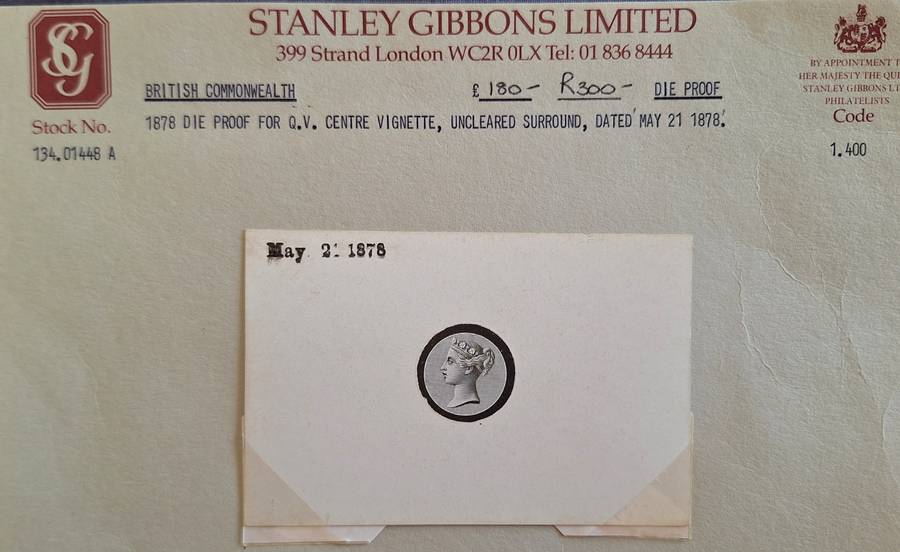 SG
STANLEY GIBBONS LIMITED
399 Strand London WC2R 0LX Tel: 01 836 8444
BY APPOINTMENT T
HER MAJESTY THE QUE
STANLEY GIBBONS LT
PHILATELISTS
BRITISH COMMONWEALTH £ 180- R300- DIE PROOF
Stock No. Code
1878 DIE PROOF FOR Q.V. CENTRE VIGNETTE, UNCLEARED SURROUND, DATED MAY 21 1878.
134.01448 A 1.400
May 21 1878